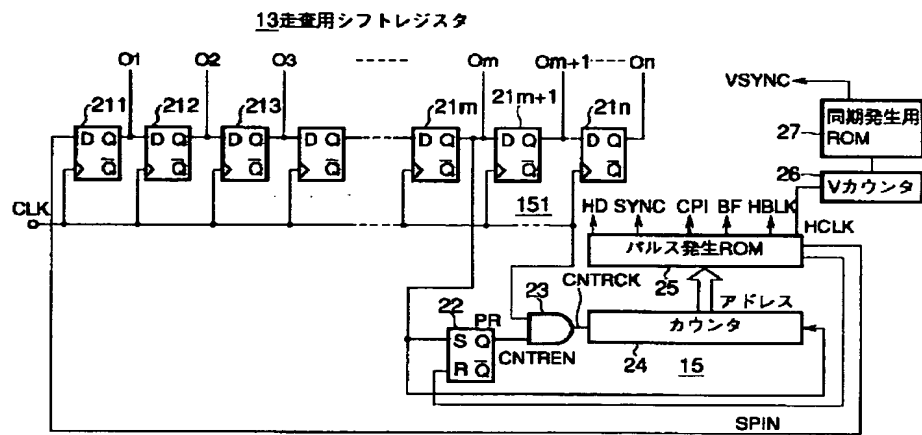 13走査用シフトレジスタ
O1 O2 O3 Om Om+1 On
VSYNC
211 212 213 21m 21m+1 21n
同期発生用ROM
27
D Q D Q D Q D Q D Q D Q D Q
Q Q Q Q Q Q Q
26
Vカウンタ
CLK
151
HD SYNC CPI BF HBLK
HCLK
パルス発生ROM
25
CNTRCK
アドレス
22 PR 23
S Q
CNTREN
R Q
カウンタ
24 15
SPIN